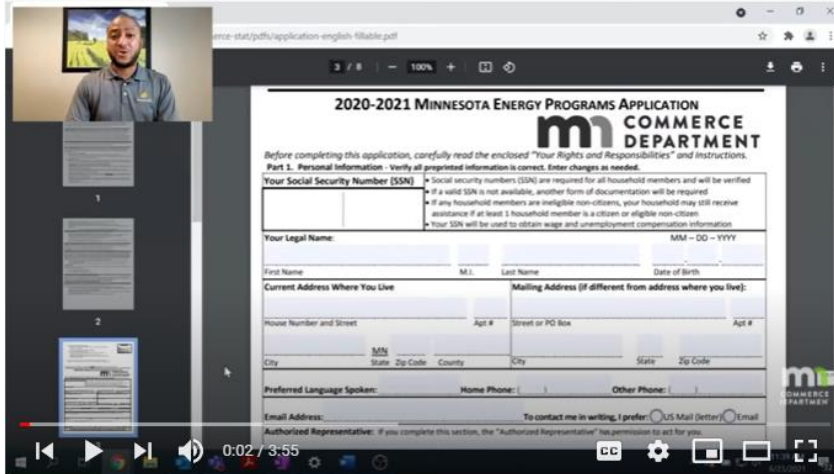 erce-stat/pdfs/application-english-fillable.pdf
3 / 8 | — 100% +
2020-2021 MINNESOTA ENERGY PROGRAMS APPLICATION
COMMERCE
DEPARTMENT
Before completing this application, carefully read the enclosed "Your Rights and Responsibilities" and instructions.
Part 1. Personal Information - Verify all preprinted information is correct. Enter changes as needed.
Your Social Security Number (SSN)
• Social security numbers (SSN) are required for all household members and will be verified
• If a valid SSN is not available, another form of documentation will be required
• If any household members are ineligible non-citizens, your household may still receive
assistance if at least 1 household member is a citizen or eligible non-citizen
• Your SSN will be used to obtain wage and unemployment compensation information
Your Legal Name: MM – DD – YYYY
First Name M.I. Last Name Date of Birth
Current Address Where You Live Mailing Address (if different from address where you live):
House Number and Street Apt # Street or PO Box Apt #
MN
City State Zip Code County City State Zip Code
Preferred Language Spoken: Home Phone: ( ) Other Phone: ( )
Email Address: To contact me in writing, I prefer: US Mail (letter) Email
Authorized Representative: If you complete this section, the "Authorized Representative" has permission to act for you.
1
2
COMMERCE
DEPARTMENT
0:02 / 3:55
CC